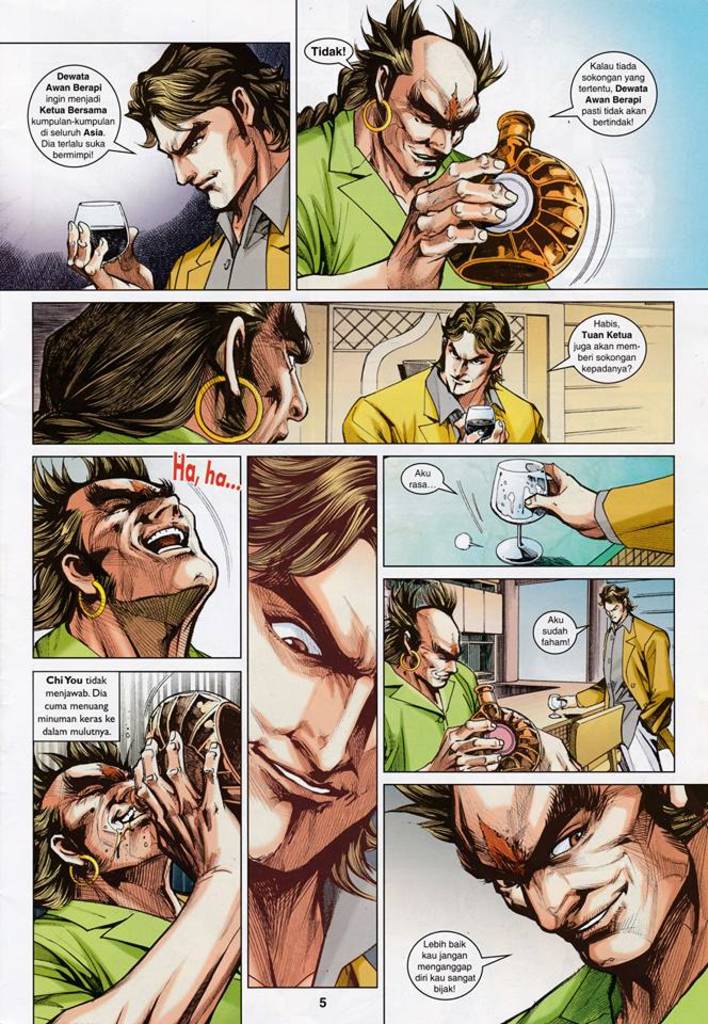 Dewata
Awan Berapi
ingin menjadi
Ketua Bersama
kumpulan-kumpulan
di seluruh Asia.
Dia terlalu suka
bermimpi!
Tidak!
Kalau tiada
sokongan yang
tertentu, Dewata
Awan Berapi
pasti tidak akan
bertindak!
Habis,
Tuan Ketua
juga akan mem-
beri sokongan
kepadanya?
Ha, ha...
Aku
rasa...
Aku
sudah
faham!
Chi You tidak
menjawab. Dia
cuma menuang
minuman keras ke
dalam mulutnya.
Lebih baik
kau jangan
menganggap
diri kau sangat
bijak!
5